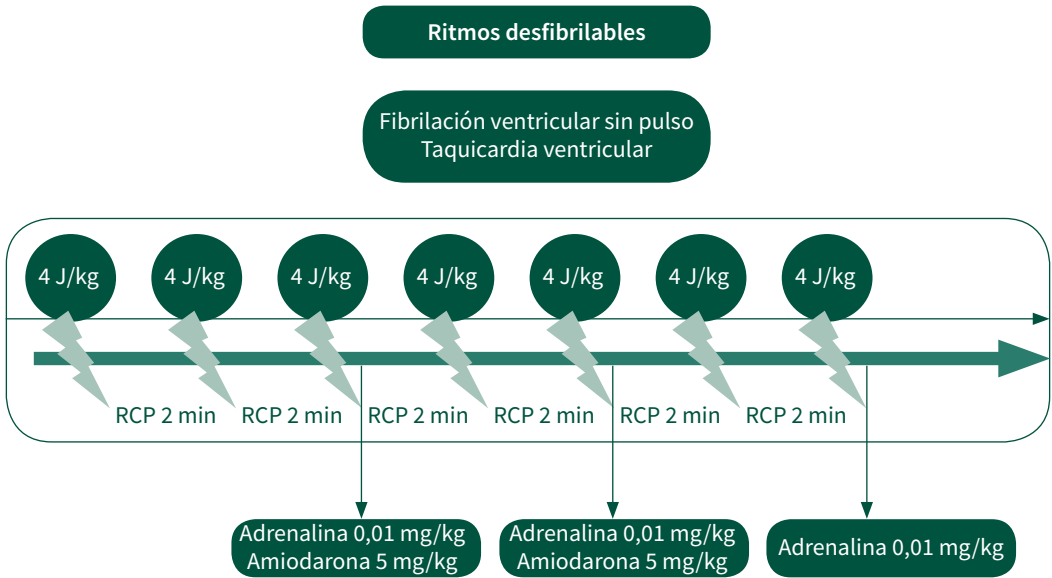 Ritmos desfibrilables
Fibrilación ventricular sin pulso
Taquicardia ventricular
4 J/kg
4 J/kg
4 J/kg
4 J/kg
4 J/kg
4 J/kg
4 J/kg
RCP 2 min
RCP 2 min
RCP 2 min
RCP 2 min
RCP 2 min
RCP 2 min
Adrenalina 0,01 mg/kg
Amiodarona 5 mg/kg
Adrenalina 0,01 mg/kg
Amiodarona 5 mg/kg
Adrenalina 0,01 mg/kg